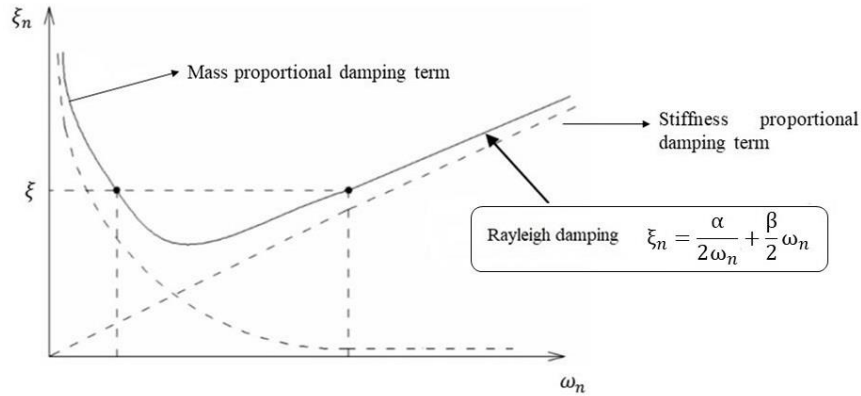 ξₙ
Mass proportional damping term
Stiffness proportional
damping term
ξ
Rayleigh damping ξₙ = α/2ωₙ + β/2 ωₙ
ωₙ